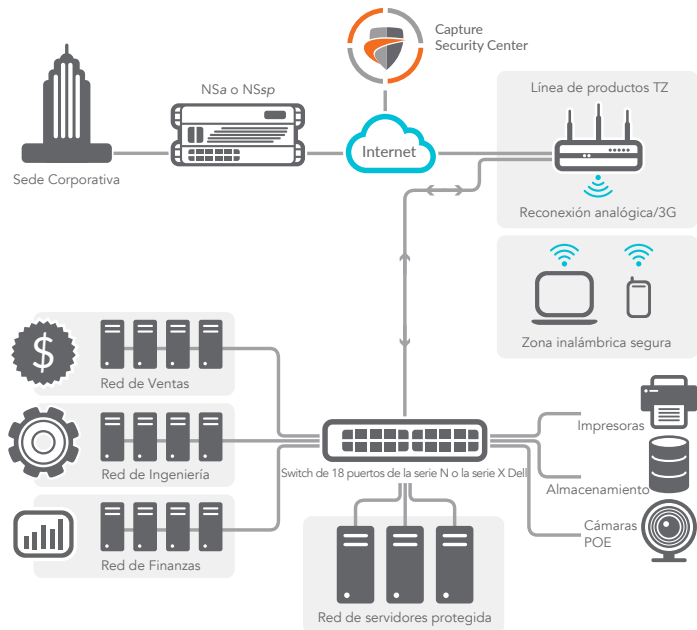 Capture
Security Center
NSa o NSsp
Línea de productos TZ
Internet
Sede Corporativa
Reconexión analógica/3G
Zona inalámbrica segura
$
Red de Ventas
Impresoras
Red de Ingeniería
Switch de 18 puertos de la serie N o la serie X Dell
Almacenamiento
Cámaras
POE
Red de Finanzas
Red de servidores protegida